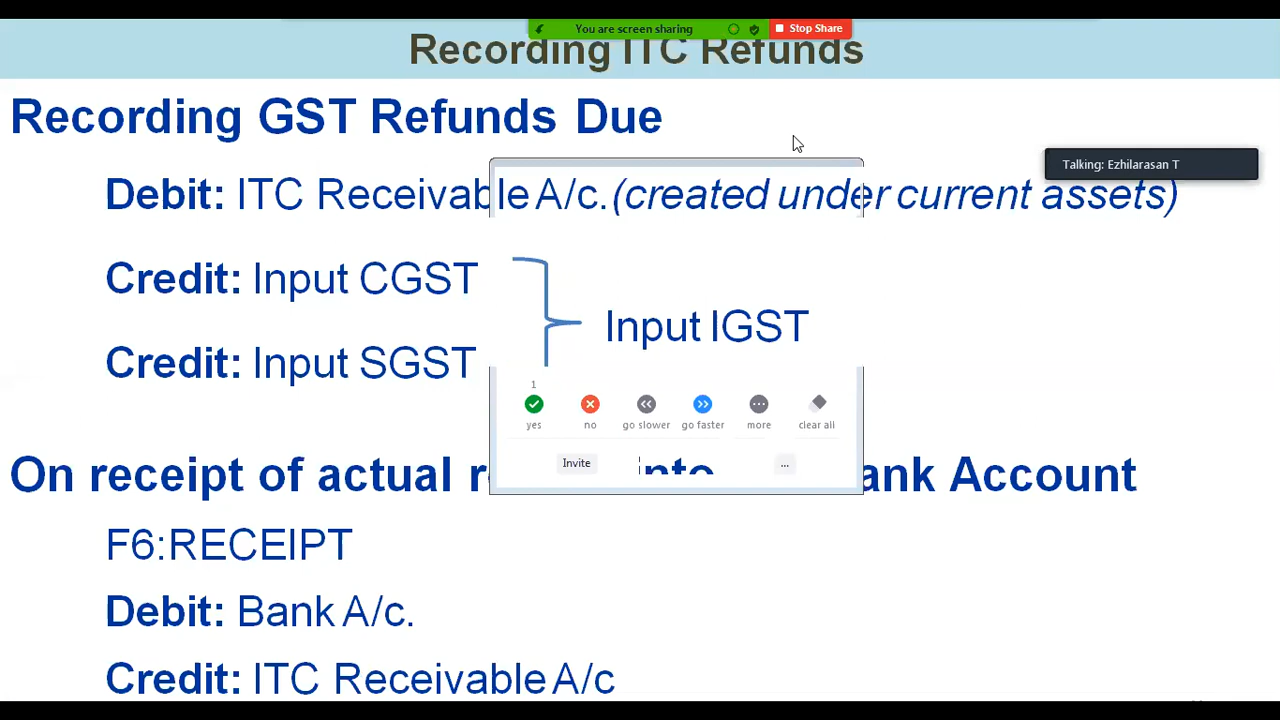 You are screen sharing
Stop Share
Recording ITC Refunds
Recording GST Refunds Due
Talking: Ezhilarasan T
Debit: ITC Receivable A/c.(created under current assets)
Credit: Input CGST
Input IGST
Credit: Input SGST
1
yes no go slower go faster more clear all
Invite ...
On receipt of actual into Account
F6:RECEIPT
Debit: Bank A/c.
Credit: ITC Receivable A/c